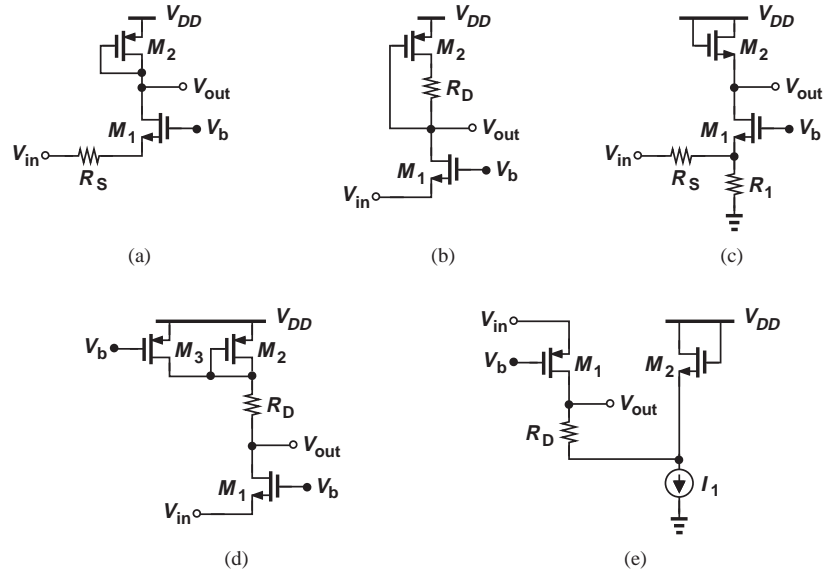 V_DD
M_2
V_out
M_1
V_b
V_in
R_S
(a)
V_DD
M_2
R_D
V_out
M_1
V_b
V_in
(b)
V_DD
M_2
V_out
M_1
V_b
V_in
R_S
R_1
(c)
V_DD
V_b
M_3
M_2
R_D
V_out
M_1
V_b
V_in
(d)
V_in
V_DD
V_b
M_1
M_2
V_out
R_D
I_1
(e)